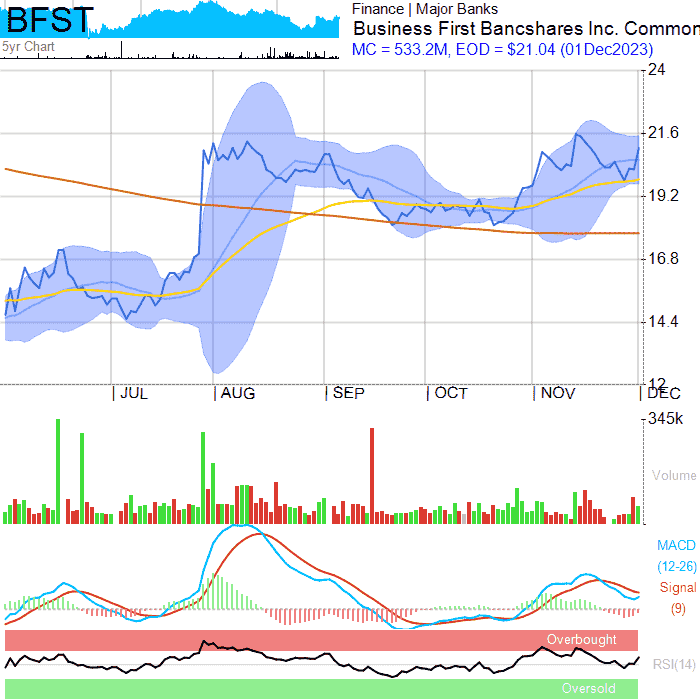 BFST
Finance | Major Banks
Business First Bancshares Inc. Common
5yr Chart
MC = 533.2M, EOD = $21.04 (01Dec2023)
24
21.6
19.2
16.8
14.4
12
JUL AUG SEP OCT NOV DEC
345k
Volume
MACD
(12-26)
Signal
(9)
Overbought
RSI(14)
Oversold